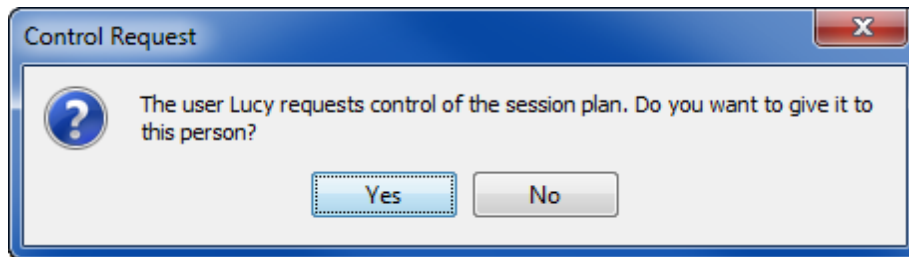 Control Request
The user Lucy requests control of the session plan. Do you want to give it to
this person?
Yes
No